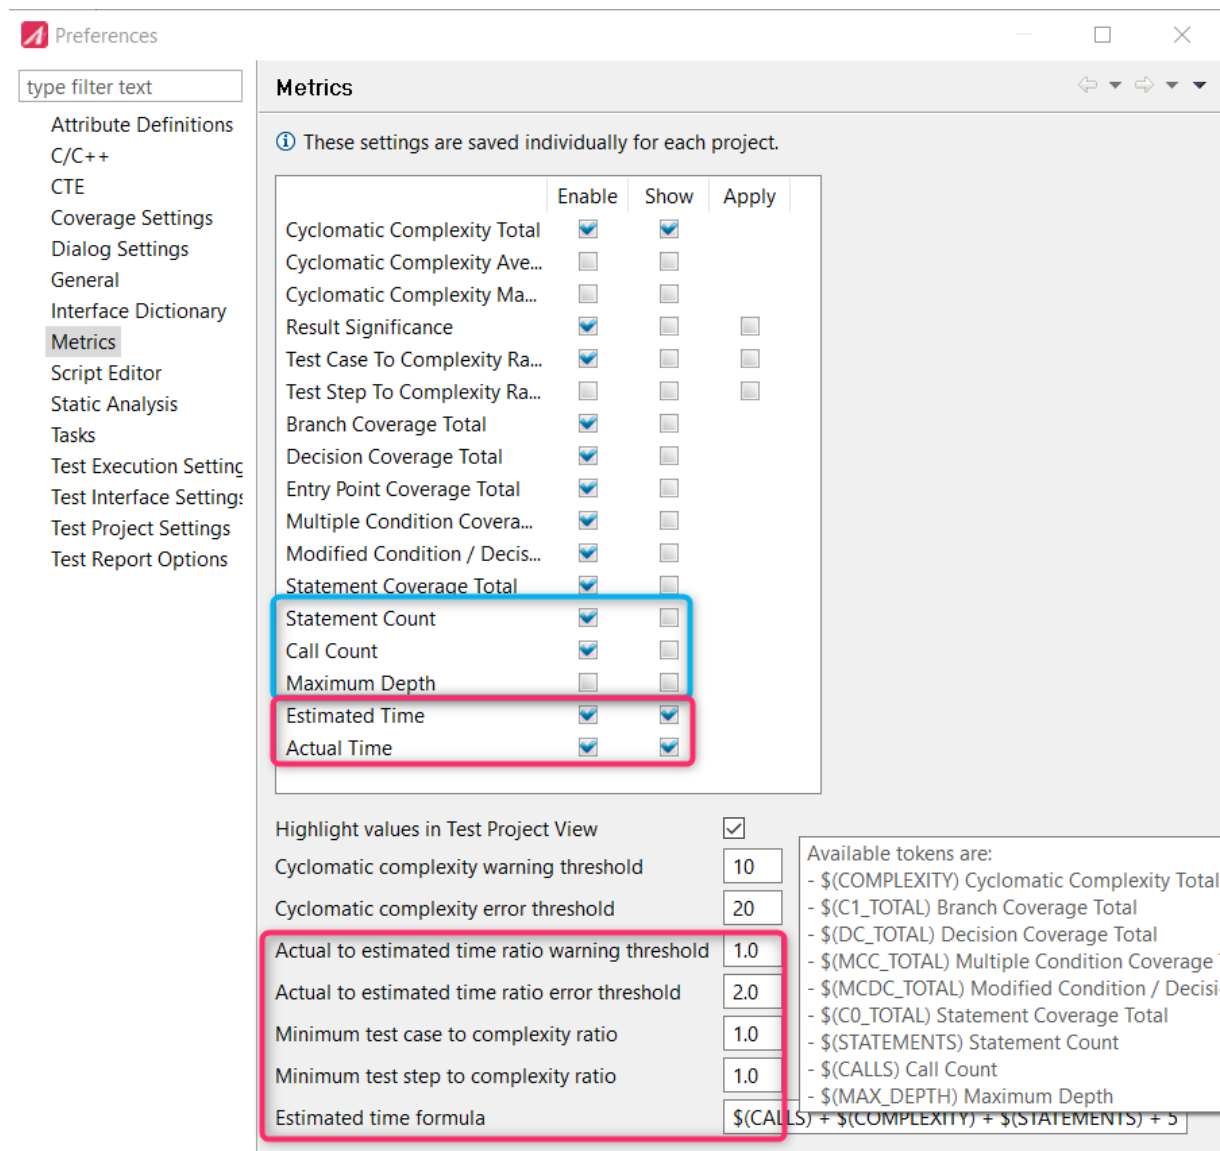 Preferences
type filter text
Attribute Definitions
C/C++
CTE
Coverage Settings
Dialog Settings
General
Interface Dictionary
Metrics
Script Editor
Static Analysis
Tasks
Test Execution Setting
Test Interface Settings
Test Project Settings
Test Report Options
Metrics
These settings are saved individually for each project.
Enable Show Apply
Cyclomatic Complexity Total
Cyclomatic Complexity Ave...
Cyclomatic Complexity Ma...
Result Significance
Test Case To Complexity Ra...
Test Step To Complexity Ra...
Branch Coverage Total
Decision Coverage Total
Entry Point Coverage Total
Multiple Condition Covera...
Modified Condition / Decis...
Statement Coverage Total
Statement Count
Call Count
Maximum Depth
Estimated Time
Actual Time
Highlight values in Test Project View
Cyclomatic complexity warning threshold 10
Cyclomatic complexity error threshold 20
Actual to estimated time ratio warning threshold 1.0
Actual to estimated time ratio error threshold 2.0
Minimum test case to complexity ratio 1.0
Minimum test step to complexity ratio 1.0
Estimated time formula $(CALLS) + $(COMPLEXITY) + $(STATEMENTS) + 5
Available tokens are:
- $(COMPLEXITY) Cyclomatic Complexity Total
- $(C1_TOTAL) Branch Coverage Total
- $(DC_TOTAL) Decision Coverage Total
- $(MCC_TOTAL) Multiple Condition Coverage
- $(MCDC_TOTAL) Modified Condition / Decisi
- $(C0_TOTAL) Statement Coverage Total
- $(STATEMENTS) Statement Count
- $(CALLS) Call Count
- $(MAX_DEPTH) Maximum Depth